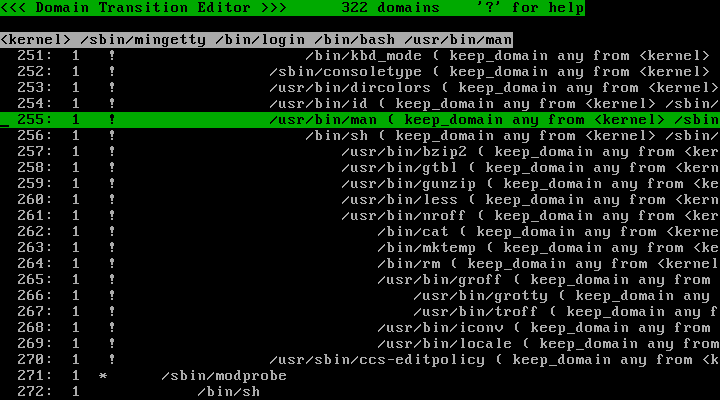 <<< Domain Transition Editor >>>      322 domains    '?' for help
<kernel> /sbin/mingetty /bin/login /bin/bash /usr/bin/man
251:  1   !                     /bin/kbd_mode ( keep_domain any from <kernel>
252:  1   !                 /sbin/consoletype ( keep_domain any from <kernel>
253:  1   !                 /usr/bin/dircolors ( keep_domain any from <kernel>
254:  1   !                 /usr/bin/id ( keep_domain any from <kernel> /sbin/
255:  1   !                 /usr/bin/man ( keep_domain any from <kernel> /sbin
256:  1   !                     /bin/sh ( keep_domain any from <kernel> /sbin/
257:  1   !                         /usr/bin/bzip2 ( keep_domain any from <ker
258:  1   !                         /usr/bin/gtbl ( keep_domain any from <kern
259:  1   !                         /usr/bin/gunzip ( keep_domain any from <ke
260:  1   !                         /usr/bin/less ( keep_domain any from <kern
261:  1   !                         /usr/bin/nroff ( keep_domain any from <ker
262:  1   !                             /bin/cat ( keep_domain any from <kerne
263:  1   !                             /bin/mktemp ( keep_domain any from <ke
264:  1   !                             /bin/rm ( keep_domain any from <kernel
265:  1   !                             /usr/bin/groff ( keep_domain any from
266:  1   !                                 /usr/bin/grotty ( keep_domain any
267:  1   !                                 /usr/bin/troff ( keep_domain any f
268:  1   !                             /usr/bin/iconv ( keep_domain any from
269:  1   !                             /usr/bin/locale ( keep_domain any from
270:  1   !                 /usr/sbin/ccs-editpolicy ( keep_domain any from <k
271:  1  *      /sbin/modprobe
272:  1             /bin/sh